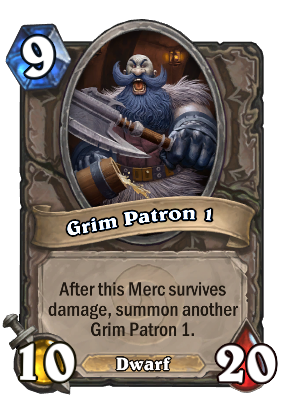 9
Grim Patron 1
After this Merc survives
damage, summon another
Grim Patron 1.
Dwarf
10
20